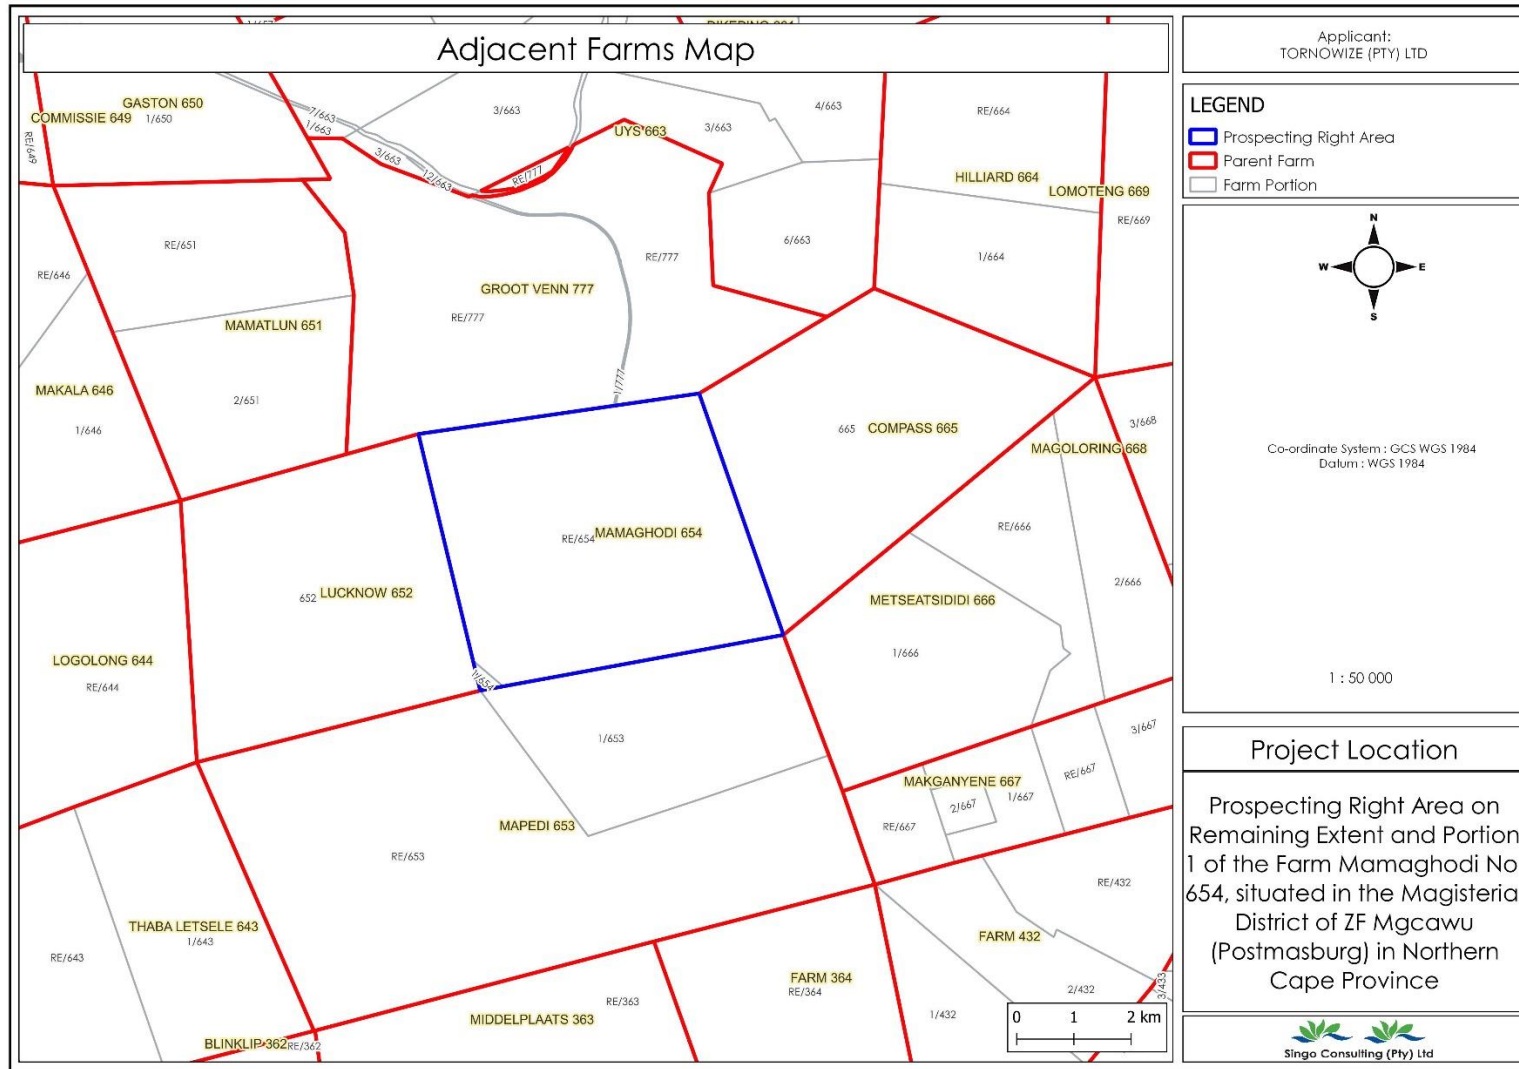 Adjacent Farms Map
GASTON 650
1/650
COMMISSIE 649
RE/649
7/663
1/663
3/663
12/663
3/663
UYS 663
3/663
4/663
RE/777
RE/664
HILLIARD 664
LOMOTENG 669
RE/669
6/663
1/664
RE/651
RE/646
MAMATLUN 651
MAKALA 646
1/646
2/651
GROOT VENN 777
RE/777
RE/777
1/777
665
COMPASS 665
3/668
MAGOLORING 668
RE/666
2/666
METSEATSIDIDI 666
1/666
RE/654
MAMAGHODI 654
652
LUCKNOW 652
1/654
LOGOLONG 644
RE/644
1/653
MAPEDI 653
RE/653
MAKGANYENE 667
RE/667
2/667
1/667
RE/667
3/667
RE/432
FARM 432
2/432
1/432
3/433
THABA LETSELE 643
1/643
RE/643
FARM 364
RE/364
RE/363
MIDDELPLAATS 363
BLINKLIP 362
RE/362
0 1 2 km
Applicant:
TORNOWIZE (PTY) LTD
LEGEND
Prospecting Right Area
Parent Farm
Farm Portion
N
W
E
S
Co-ordinate System : GCS WGS 1984
Datum : WGS 1984
1 : 50 000
Project Location
Prospecting Right Area on
Remaining Extent and Portion
1 of the Farm Mamaghodi No
654, situated in the Magisteria
District of ZF Mgcawu
(Postmasburg) in Northern
Cape Province
Singo Consulting (Pty) Ltd